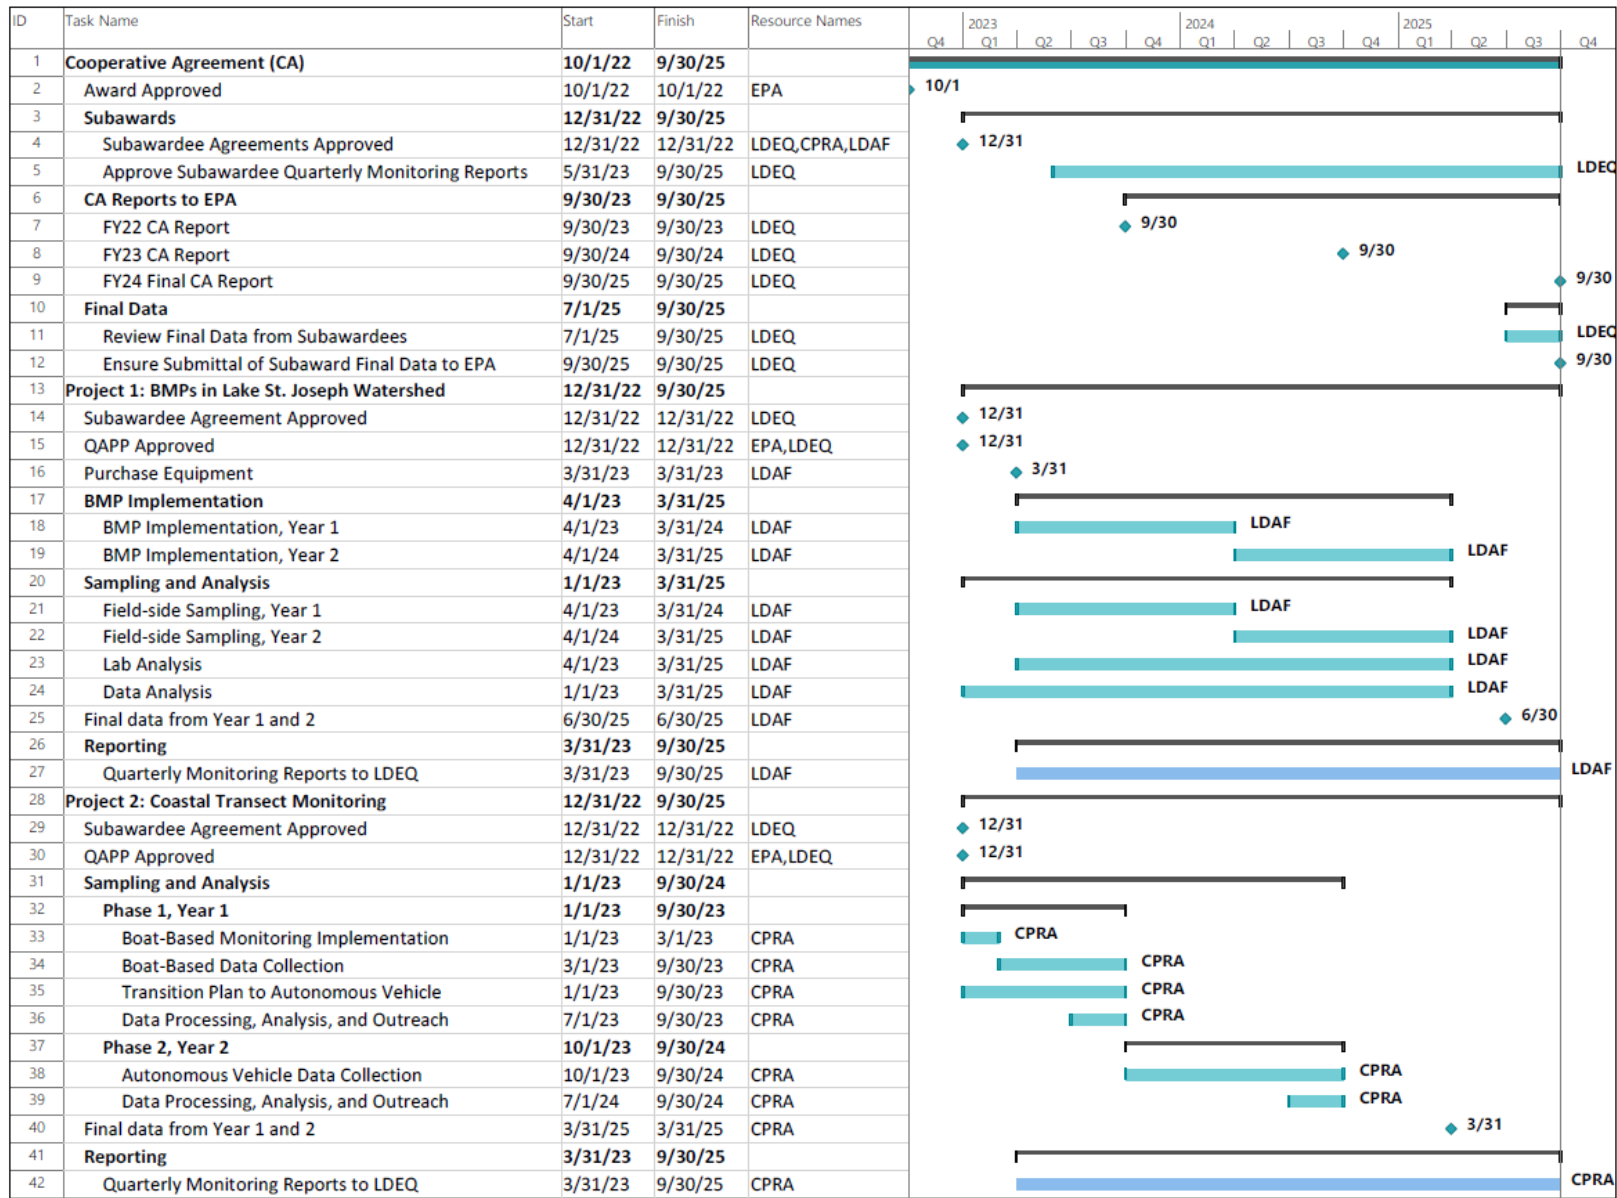 ID Task Name Start Finish Resource Names 2023 2024 2025
Q4 Q1 Q2 Q3 Q4 Q1 Q2 Q3 Q4 Q1 Q2 Q3 Q4
1 Cooperative Agreement (CA) 10/1/22 9/30/25
2 Award Approved 10/1/22 10/1/22 EPA 10/1
3 Subawards 12/31/22 9/30/25
4 Subawardee Agreements Approved 12/31/22 12/31/22 LDEQ,CPRA,LDAF 12/31
5 Approve Subawardee Quarterly Monitoring Reports 5/31/23 9/30/25 LDEQ LDEQ
6 CA Reports to EPA 9/30/23 9/30/25
7 FY22 CA Report 9/30/23 9/30/23 LDEQ 9/30
8 FY23 CA Report 9/30/24 9/30/24 LDEQ 9/30
9 FY24 Final CA Report 9/30/25 9/30/25 LDEQ 9/30
10 Final Data 7/1/25 9/30/25
11 Review Final Data from Subawardees 7/1/25 9/30/25 LDEQ LDEQ
12 Ensure Submittal of Subaward Final Data to EPA 9/30/25 9/30/25 LDEQ 9/30
13 Project 1: BMPs in Lake St. Joseph Watershed 12/31/22 9/30/25
14 Subawardee Agreement Approved 12/31/22 12/31/22 LDEQ 12/31
15 QAPP Approved 12/31/22 12/31/22 EPA,LDEQ 12/31
16 Purchase Equipment 3/31/23 3/31/23 LDAF 3/31
17 BMP Implementation 4/1/23 3/31/25
18 BMP Implementation, Year 1 4/1/23 3/31/24 LDAF LDAF
19 BMP Implementation, Year 2 4/1/24 3/31/25 LDAF LDAF
20 Sampling and Analysis 1/1/23 3/31/25
21 Field-side Sampling, Year 1 4/1/23 3/31/24 LDAF LDAF
22 Field-side Sampling, Year 2 4/1/24 3/31/25 LDAF LDAF
23 Lab Analysis 4/1/23 3/31/25 LDAF LDAF
24 Data Analysis 1/1/23 3/31/25 LDAF LDAF
25 Final data from Year 1 and 2 6/30/25 6/30/25 LDAF 6/30
26 Reporting 3/31/23 9/30/25
27 Quarterly Monitoring Reports to LDEQ 3/31/23 9/30/25 LDAF LDAF
28 Project 2: Coastal Transect Monitoring 12/31/22 9/30/25
29 Subawardee Agreement Approved 12/31/22 12/31/22 LDEQ 12/31
30 QAPP Approved 12/31/22 12/31/22 EPA,LDEQ 12/31
31 Sampling and Analysis 1/1/23 9/30/24
32 Phase 1, Year 1 1/1/23 9/30/23
33 Boat-Based Monitoring Implementation 1/1/23 3/1/23 CPRA CPRA
34 Boat-Based Data Collection 3/1/23 9/30/23 CPRA CPRA
35 Transition Plan to Autonomous Vehicle 1/1/23 9/30/23 CPRA CPRA
36 Data Processing, Analysis, and Outreach 7/1/23 9/30/23 CPRA CPRA
37 Phase 2, Year 2 10/1/23 9/30/24
38 Autonomous Vehicle Data Collection 10/1/23 9/30/24 CPRA CPRA
39 Data Processing, Analysis, and Outreach 7/1/24 9/30/24 CPRA CPRA
40 Final data from Year 1 and 2 3/31/25 3/31/25 CPRA 3/31
41 Reporting 3/31/23 9/30/25
42 Quarterly Monitoring Reports to LDEQ 3/31/23 9/30/25 CPRA CPRA